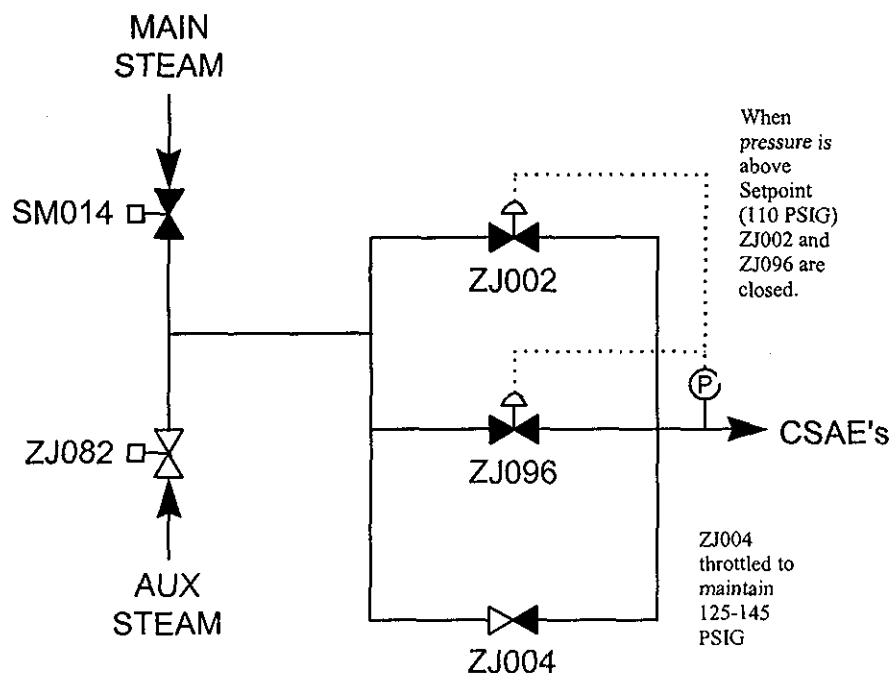 MAIN
STEAM
SM014
When
pressure is
above
Setpoint
(110 PSIG)
ZJ002 and
ZJ096 are
closed.
ZJ002
P
CSAE's
ZJ082
ZJ096
AUX
STEAM
ZJ004
throttled to
maintain
125-145
PSIG
ZJ004